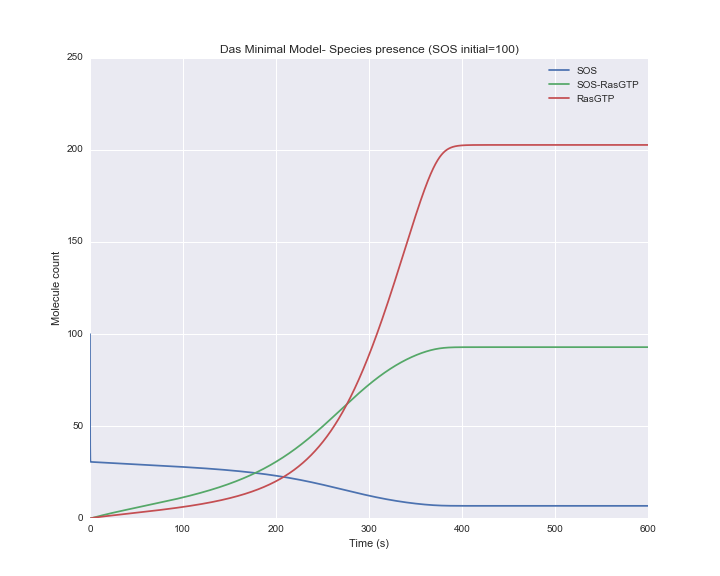 Das Minimal Model- Species presence (SOS initial=100)
250
200
150
100
50
0
Molecule count
SOS
SOS-RasGTP
RasGTP
0 100 200 300 400 500 600
Time (s)